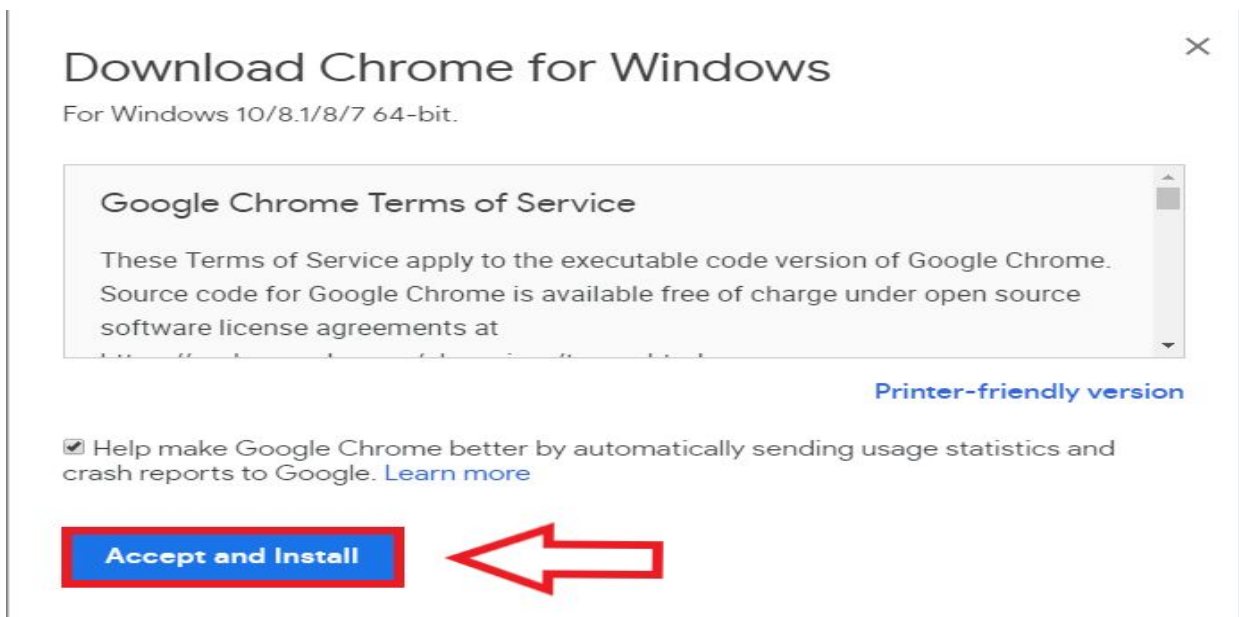 Download Chrome for Windows
For Windows 10/8.1/8/7 64-bit.
Google Chrome Terms of Service
These Terms of Service apply to the executable code version of Google Chrome.
Source code for Google Chrome is available free of charge under open source
software license agreements at
Printer-friendly version
Help make Google Chrome better by automatically sending usage statistics and
crash reports to Google. Learn more
Accept and Install